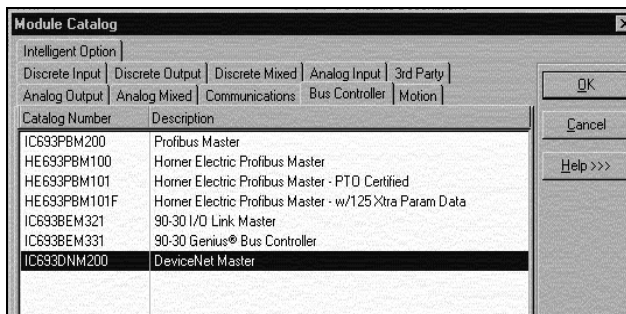 Module Catalog
Intelligent Option
Discrete Input Discrete Output Discrete Mixed Analog Input 3rd Party
Analog Output Analog Mixed Communications Bus Controller Motion
OK
Cancel
Help >>>
Catalog Number Description
IC693PBM200 Profibus Master
HE693PBM100 Horner Electric Profibus Master
HE693PBM101 Horner Electric Profibus Master - PTO Certified
HE693PBM101F Horner Electric Profibus Master - w/125 Xtra Param Data
IC693BEM321 90-30 I/O Link Master
IC693BEM331 90-30 Genius® Bus Controller
IC693DNM200 DeviceNet Master